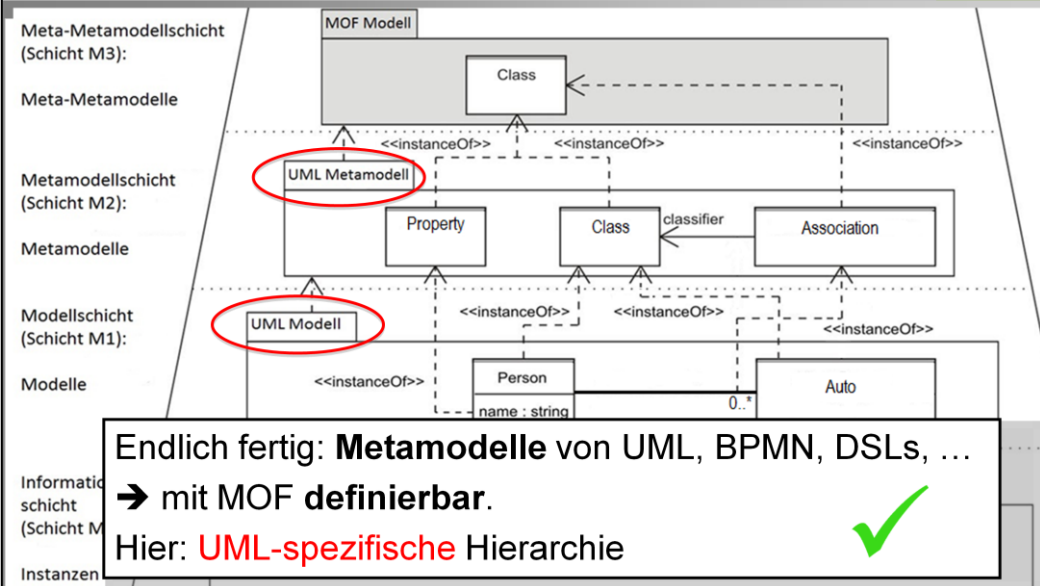 Meta-Metamodellschicht
(Schicht M3):
Meta-Metamodelle
MOF Modell
Class
<<instanceOf>> <<instanceOf>> <<instanceOf>>
Metamodellschicht
(Schicht M2):
Metamodelle
UML Metamodell
Property
Class
classifier
Association
Modellschicht
(Schicht M1):
Modelle
UML Modell
<<instanceOf>> <<instanceOf>> <<instanceOf>>
<<instanceOf>>
Person
name : string
0..*
Auto
Endlich fertig: Metamodelle von UML, BPMN, DSLs, …
➔ mit MOF definierbar.
Hier: UML-spezifische Hierarchie
schicht
(Schicht
Instanzen